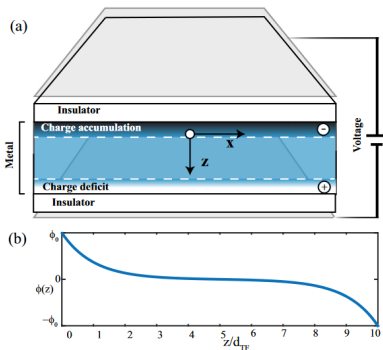 (a)
Insulator
Charge accumulation
-
x
z
Metal
Voltage
Charge deficit
+
Insulator
(b)
ϕ₀
ϕ(z)
0
-ϕ₀
0 1 2 3 4 5 6 7 8 9 10
z/d_TF